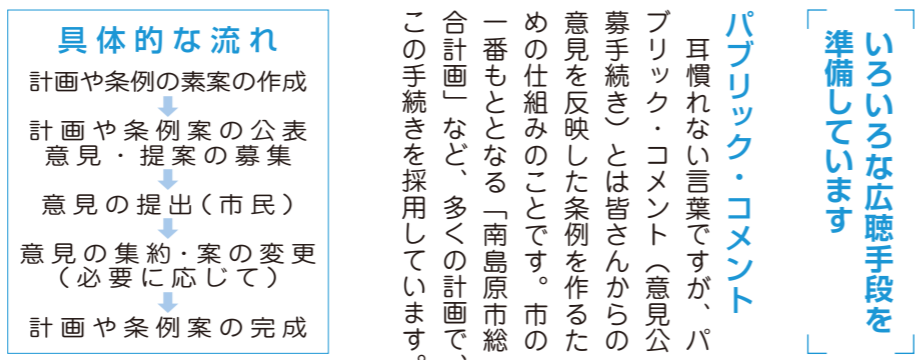 いろいろな広聴手段を
準備しています
パブリック・コメント
耳慣れない言葉ですが、パ
ブリック・コメント（意見公
募手続き）とは皆さんからの
意見を反映した条例を作るた
めの仕組みのことです。市の
一番もととなる「南島原市総
合計画」など、多くの計画で、
この手続きを採用しています。
具体的な流れ
計画や条例の素案の作成
計画や条例案の公表
意見・提案の募集
意見の提出(市民)
意見の集約･案の変更
(必要に応じて)
計画や条例案の完成